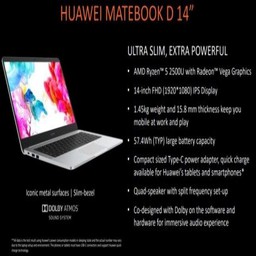 HUAWEI MATEBOOK D 14"
ULTRA SLIM, EXTRA POWERFUL
• AMD Ryzen™ 5 2500U with Radeon™ Vega Graphics
• 14-inch FHD (1920*1080) IPS Display
• 1.45kg weight and 15.8 mm thickness keep you
mobile at work and play
• 57.4Wh (TYP) large battery capacity
• Compact sized Type-C power adapter, quick charge
available for Huawei's tablets and smartphones*
• Quad-speaker with split frequency set-up
• Co-designed with Dolby on the software and
hardware for immersive audio experience
Iconic metal surfaces | Slim-bezel
DOLBY ATMOS
SOUND SYSTEM